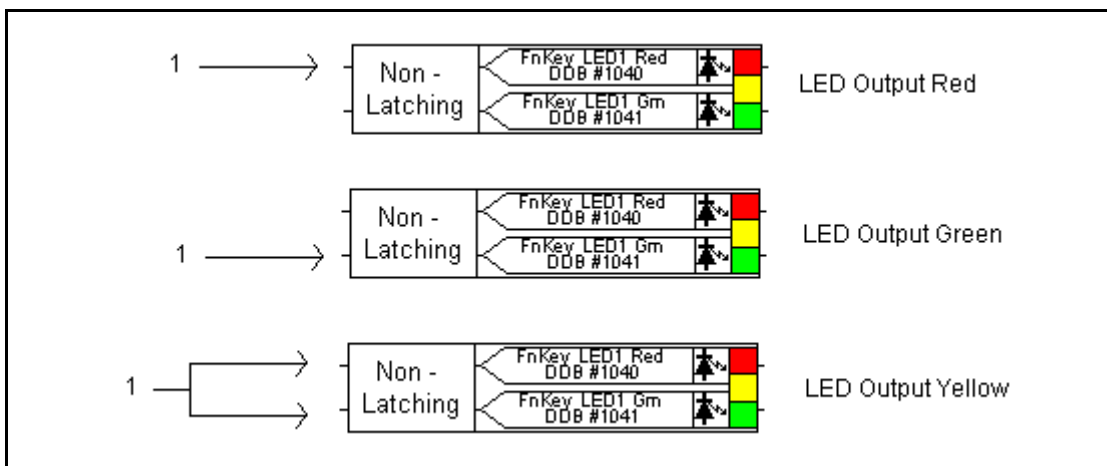 1
Non -
Latching
FnKey LED1 Red
DDB #1040
FnKey LED1 Grn
DDB #1041
LED Output Red
1
Non -
Latching
FnKey LED1 Red
DDB #1040
FnKey LED1 Grn
DDB #1041
LED Output Green
1
Non -
Latching
FnKey LED1 Red
DDB #1040
FnKey LED1 Grn
DDB #1041
LED Output Yellow